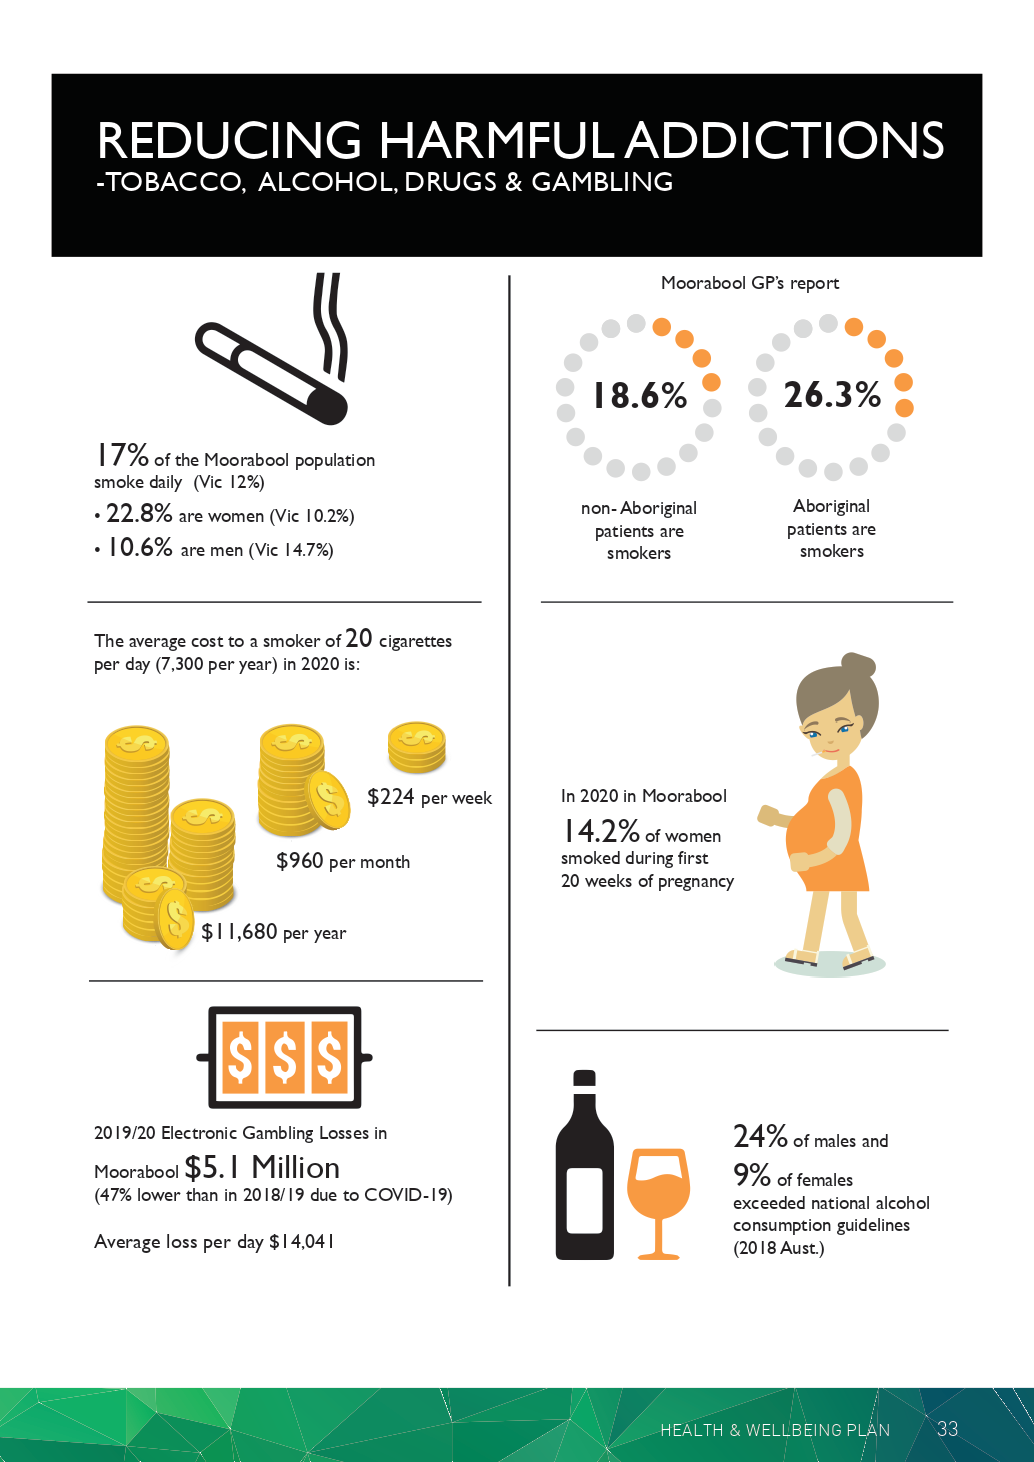 REDUCING HARMFUL ADDICTIONS
-TOBACCO, ALCOHOL, DRUGS & GAMBLING
17% of the Moorabool population
smoke daily (Vic 12%)
• 22.8% are women (Vic 10.2%)
• 10.6% are men (Vic 14.7%)
Moorabool GP's report
18.6%
non- Aboriginal
patients are
smokers
26.3%
Aboriginal
patients are
smokers
The average cost to a smoker of 20 cigarettes
per day (7,300 per year) in 2020 is:
$224 per week
$960 per month
$11,680 per year
In 2020 in Moorabool
14.2% of women
smoked during first
20 weeks of pregnancy
$ $ $
2019/20 Electronic Gambling Losses in
Moorabool $5.1 Million
(47% lower than in 2018/19 due to COVID-19)
Average loss per day $14,041
24% of males and
9% of females
exceeded national alcohol
consumption guidelines
(2018 Aust.)
HEALTH & WELLBEING PLAN 33